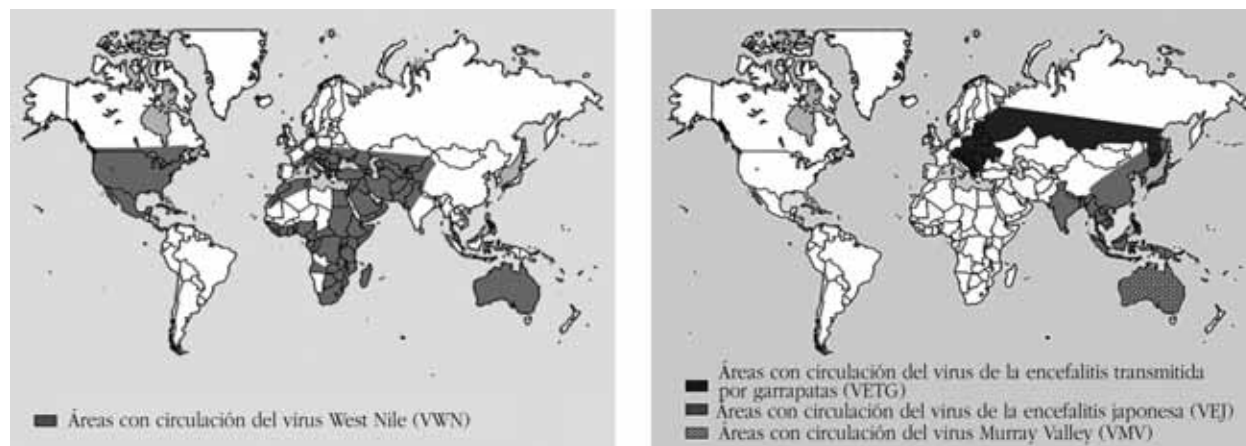 Áreas con circulación del virus West Nile (VWN)
Áreas con circulación del virus de la encefalitis transmitida
por garrapatas (VETG)
Áreas con circulación del virus de la encefalitis japonesa (VEJ)
Áreas con circulación del virus Murray Valley (VMV)